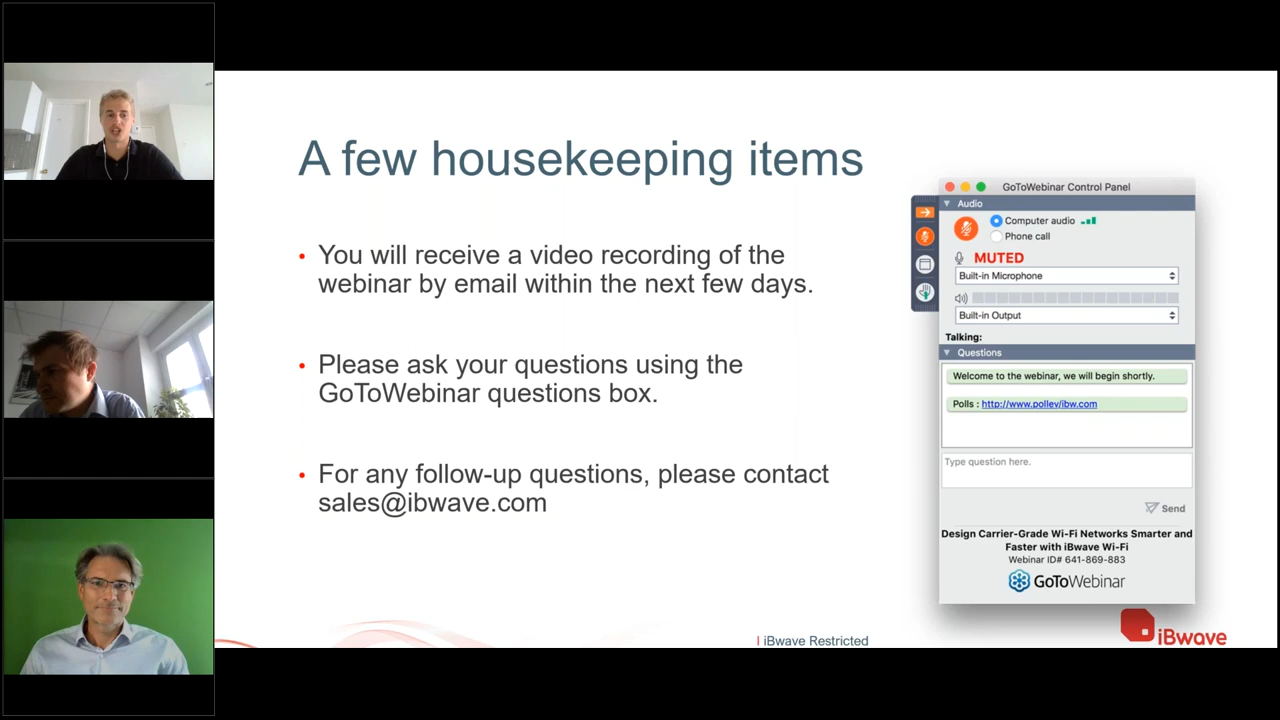 A few housekeeping items
• You will receive a video recording of the
webinar by email within the next few days.
• Please ask your questions using the
GoToWebinar questions box.
• For any follow-up questions, please contact
sales@ibwave.com
GoToWebinar Control Panel
Audio
Computer audio
Phone call
MUTED
Built-in Microphone
Built-in Output
Talking:
Questions
Welcome to the webinar, we will begin shortly.
Polls : http://www.pollev/ibw.com
Type question here.
Send
Design Carrier-Grade Wi-Fi Networks Smarter and
Faster with iBwave Wi-Fi
Webinar ID# 641-869-883
GoToWebinar
| iBwave Restricted
iBwave